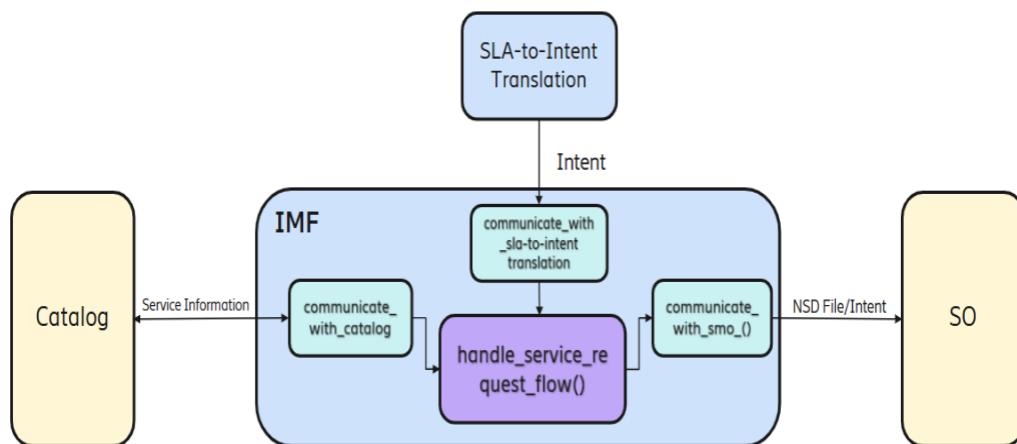 SLA-to-Intent
Translation
Intent
IMF
communicate_with
_sla-to-intent
translation
Catalog
Service Information
communicate_
with_catalog
handle_service_re
quest_flow()
communicate_
with_smo_()
NSD File/Intent
SO